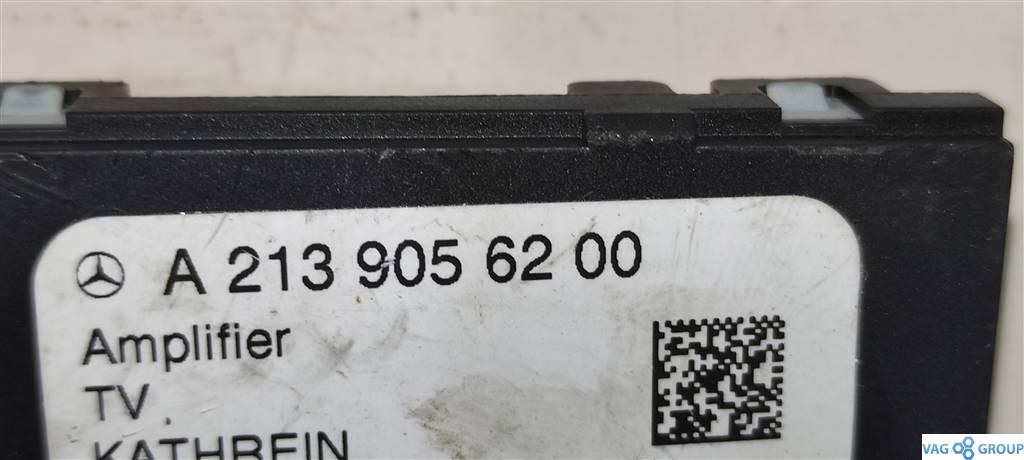 A 213 905 62 00
Amplifier
TV
KATHREIN
VAG GROUP